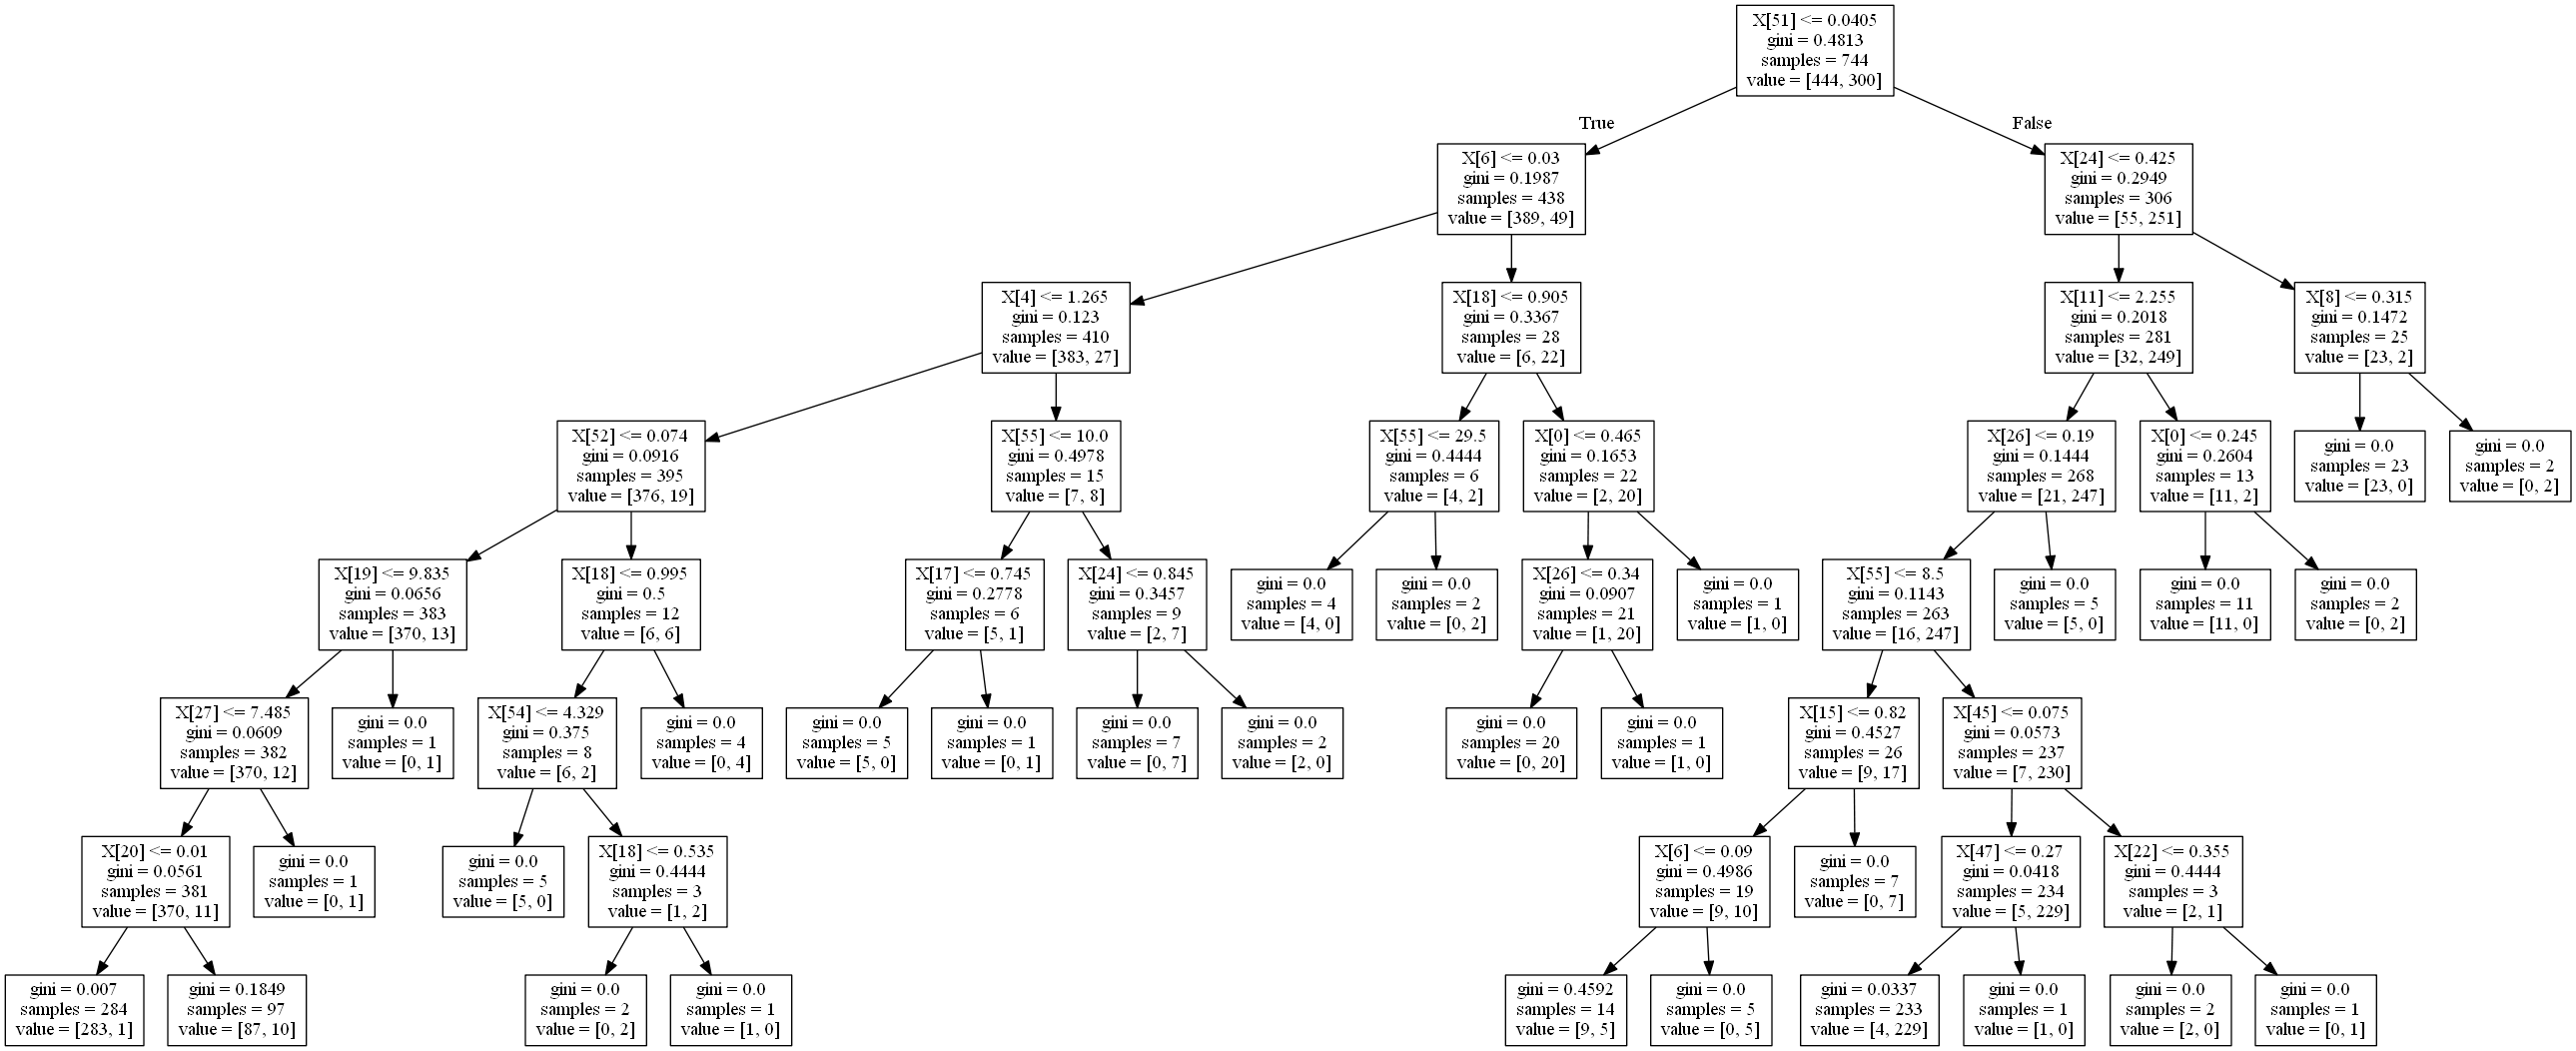 X[51] <= 0.0405
gini = 0.4813
samples = 744
value = [444, 300]
True
False
X[6] <= 0.03
gini = 0.1987
samples = 438
value = [389, 49]
X[24] <= 0.425
gini = 0.2949
samples = 306
value = [55, 251]
X[4] <= 1.265
gini = 0.123
samples = 410
value = [383, 27]
X[18] <= 0.905
gini = 0.3367
samples = 28
value = [6, 22]
X[11] <= 2.255
gini = 0.2018
samples = 281
value = [32, 249]
X[8] <= 0.315
gini = 0.1472
samples = 25
value = [23, 2]
X[52] <= 0.074
gini = 0.0916
samples = 395
value = [376, 19]
X[55] <= 10.0
gini = 0.4978
samples = 15
value = [7, 8]
X[55] <= 29.5
gini = 0.4444
samples = 6
value = [4, 2]
X[0] <= 0.465
gini = 0.1653
samples = 22
value = [2, 20]
X[26] <= 0.19
gini = 0.1444
samples = 268
value = [21, 247]
X[0] <= 0.245
gini = 0.2604
samples = 13
value = [11, 2]
gini = 0.0
samples = 23
value = [23, 0]
gini = 0.0
samples = 2
value = [0, 2]
X[19] <= 9.835
gini = 0.0656
samples = 383
value = [370, 13]
X[18] <= 0.995
gini = 0.5
samples = 12
value = [6, 6]
X[17] <= 0.745
gini = 0.2778
samples = 6
value = [5, 1]
X[24] <= 0.845
gini = 0.3457
samples = 9
value = [2, 7]
gini = 0.0
samples = 4
value = [4, 0]
gini = 0.0
samples = 2
value = [0, 2]
X[26] <= 0.34
gini = 0.0907
samples = 21
value = [1, 20]
gini = 0.0
samples = 1
value = [1, 0]
X[55] <= 8.5
gini = 0.1143
samples = 263
value = [16, 247]
gini = 0.0
samples = 5
value = [5, 0]
gini = 0.0
samples = 11
value = [11, 0]
gini = 0.0
samples = 2
value = [0, 2]
X[27] <= 7.485
gini = 0.0609
samples = 382
value = [370, 12]
gini = 0.0
samples = 1
value = [0, 1]
X[54] <= 4.329
gini = 0.375
samples = 8
value = [6, 2]
gini = 0.0
samples = 4
value = [0, 4]
gini = 0.0
samples = 5
value = [5, 0]
gini = 0.0
samples = 1
value = [0, 1]
gini = 0.0
samples = 7
value = [0, 7]
gini = 0.0
samples = 2
value = [2, 0]
gini = 0.0
samples = 20
value = [0, 20]
gini = 0.0
samples = 1
value = [1, 0]
X[15] <= 0.82
gini = 0.4527
samples = 26
value = [9, 17]
X[45] <= 0.075
gini = 0.0573
samples = 237
value = [7, 230]
X[20] <= 0.01
gini = 0.0561
samples = 381
value = [370, 11]
gini = 0.0
samples = 1
value = [0, 1]
gini = 0.0
samples = 5
value = [5, 0]
X[18] <= 0.535
gini = 0.4444
samples = 3
value = [1, 2]
X[6] <= 0.09
gini = 0.4986
samples = 19
value = [9, 10]
gini = 0.0
samples = 7
value = [0, 7]
X[47] <= 0.27
gini = 0.0418
samples = 234
value = [5, 229]
X[22] <= 0.355
gini = 0.4444
samples = 3
value = [2, 1]
gini = 0.007
samples = 284
value = [283, 1]
gini = 0.1849
samples = 97
value = [87, 10]
gini = 0.0
samples = 2
value = [0, 2]
gini = 0.0
samples = 1
value = [1, 0]
gini = 0.4592
samples = 14
value = [9, 5]
gini = 0.0
samples = 5
value = [0, 5]
gini = 0.0337
samples = 233
value = [4, 229]
gini = 0.0
samples = 1
value = [1, 0]
gini = 0.0
samples = 2
value = [2, 0]
gini = 0.0
samples = 1
value = [0, 1]